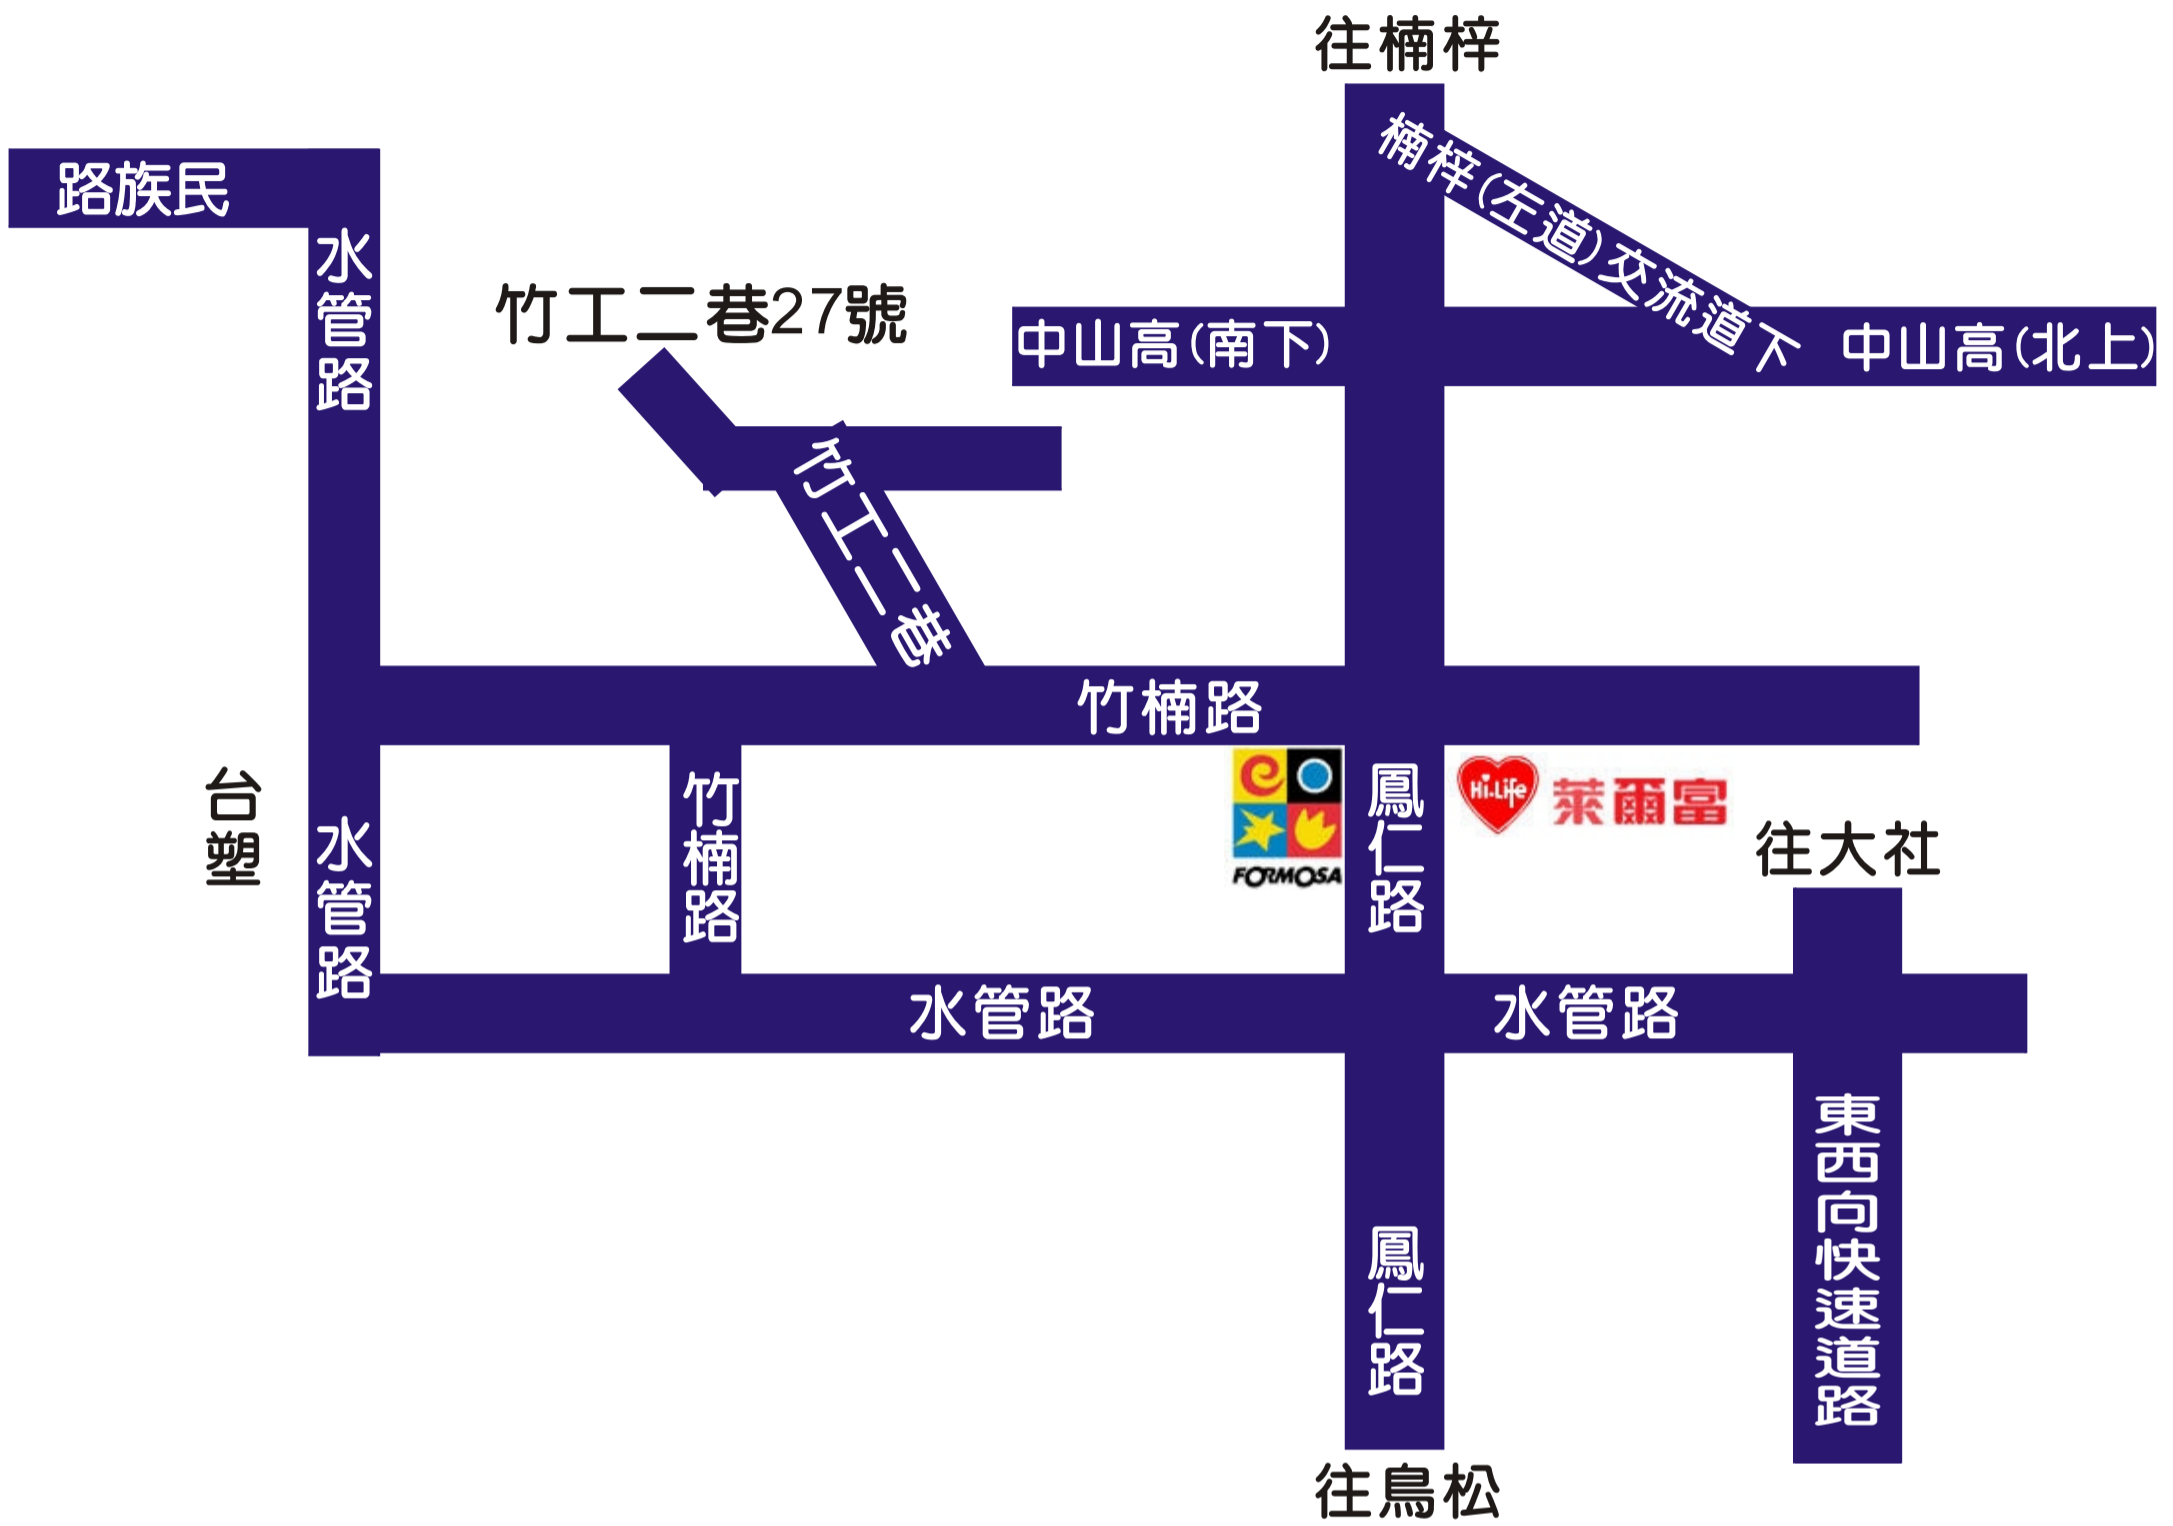 往楠梓
楠梓(左道)交流道下
路族民
水管路
竹工二巷27號
中山高(南下)
中山高(北上)
竹工二巷
竹楠路
台塑
水管路
竹楠路
FORMOSA
鳳仁路
Hi-Life
萊爾富
往大社
水管路
水管路
東西向快速道路
鳳仁路
往鳥松